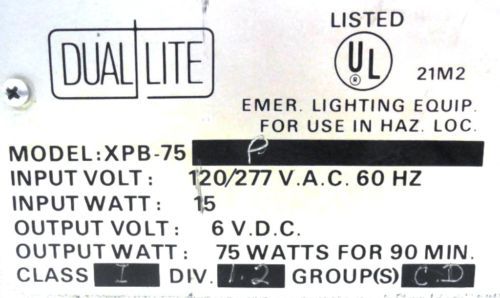 LISTED
DUAL LITE
UL
®
21M2
EMER. LIGHTING EQUIP.
FOR USE IN HAZ. LOC.
MODEL: XPB-75 P
INPUT VOLT: 120/277 V.A.C. 60 HZ
INPUT WATT: 15
OUTPUT VOLT: 6 V.D.C.
OUTPUT WATT: 75 WATTS FOR 90 MIN.
CLASS I DIV. 1.2 GROUP(S) C.D